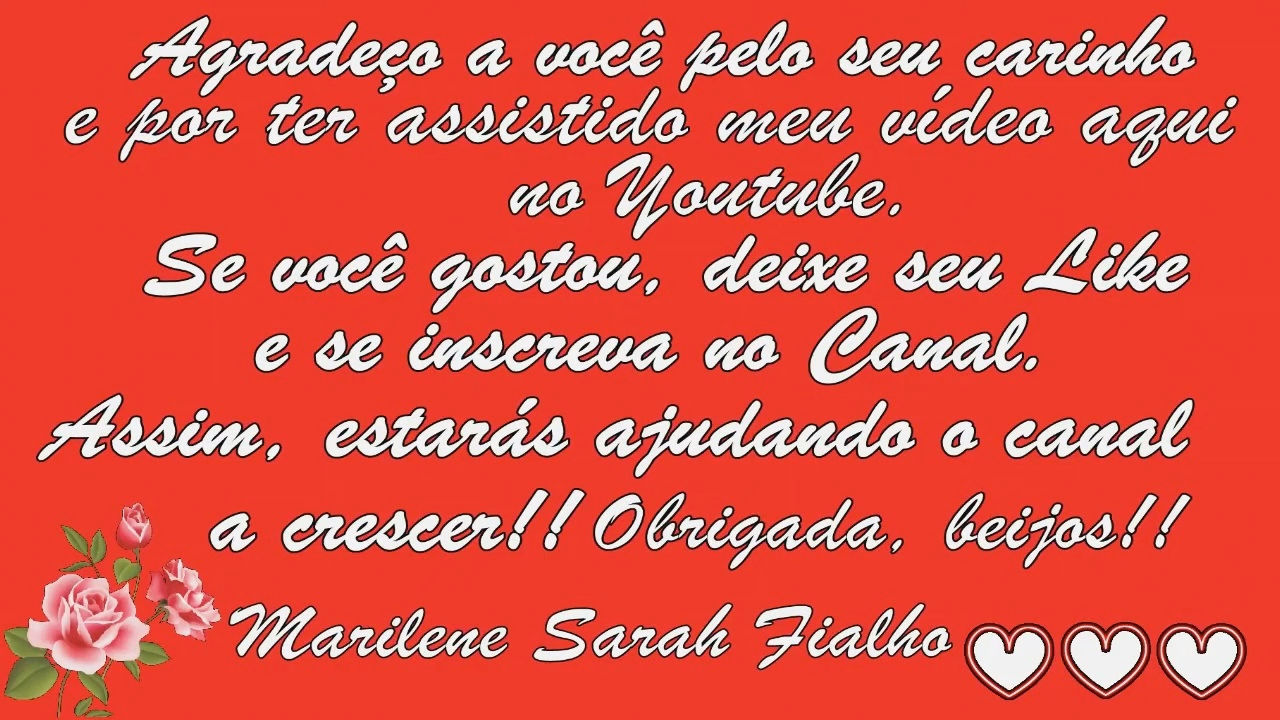 Agradeço a você pelo seu carinho
e por ter assistido meu vídeo aqui
no Youtube.
Se você gostou, deixe seu Like
e se inscreva no Canal.
Assim, estarás ajudando o canal
a crescer!! Obrigada, beijos!!
Marilene Sarah Fialho